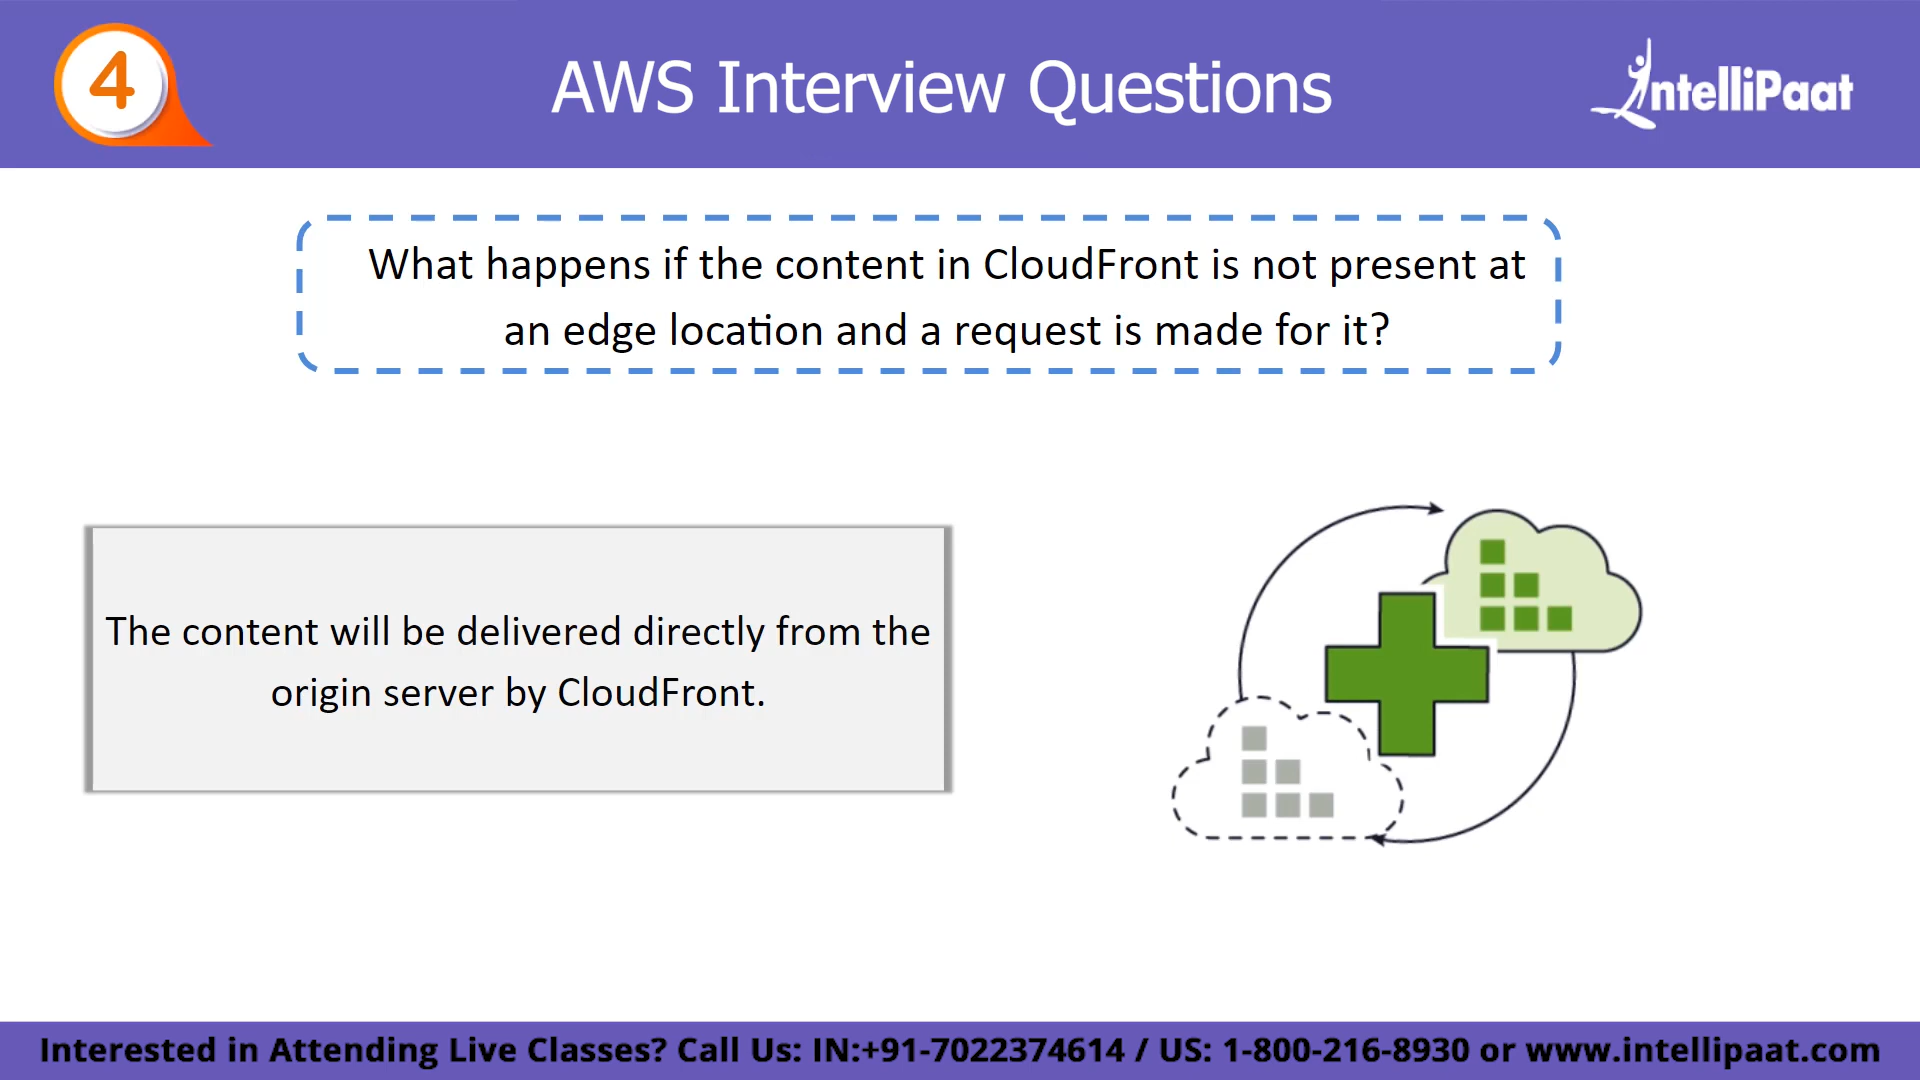 4
AWS Interview Questions
IntelliPaat
What happens if the content in CloudFront is not present at
an edge location and a request is made for it?
The content will be delivered directly from the
origin server by CloudFront.
Interested in Attending Live Classes? Call Us: IN:+91-7022374614 / US: 1-800-216-8930 or www.intellipaat.com